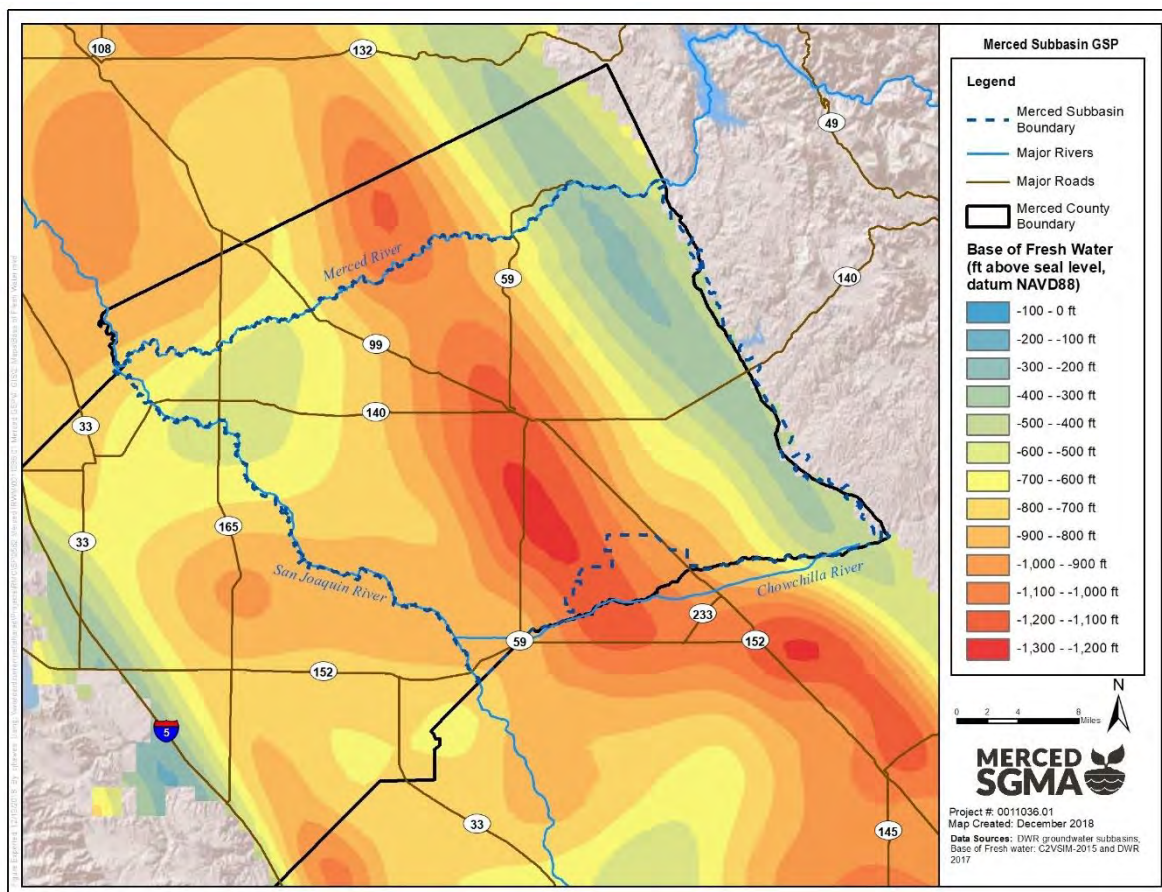 108
132
49
59
140
99
140
33
33
165
59
233
152
152
5
33
145
Merced River
San Joaquin River
Chowchilla River
Merced Subbasin GSP
Legend
Merced Subbasin
Boundary
Major Rivers
Major Roads
Merced County
Boundary
Base of Fresh Water
(ft above seal level,
datum NAVD88)
-100 - 0 ft
-200 - -100 ft
-300 - -200 ft
-400 - -300 ft
-500 - -400 ft
-600 - -500 ft
-700 - -600 ft
-800 - -700 ft
-900 - -800 ft
-1,000 - -900 ft
-1,100 - -1,000 ft
-1,200 - -1,100 ft
-1,300 - -1,200 ft
N
0 2 4 8
Miles
MERCED
SGMA
Project #: 0011036.01
Map Created: December 2018
Data Sources: DWR groundwater subbasins,
Base of Fresh water: C2VSIM-2015 and DWR
2017